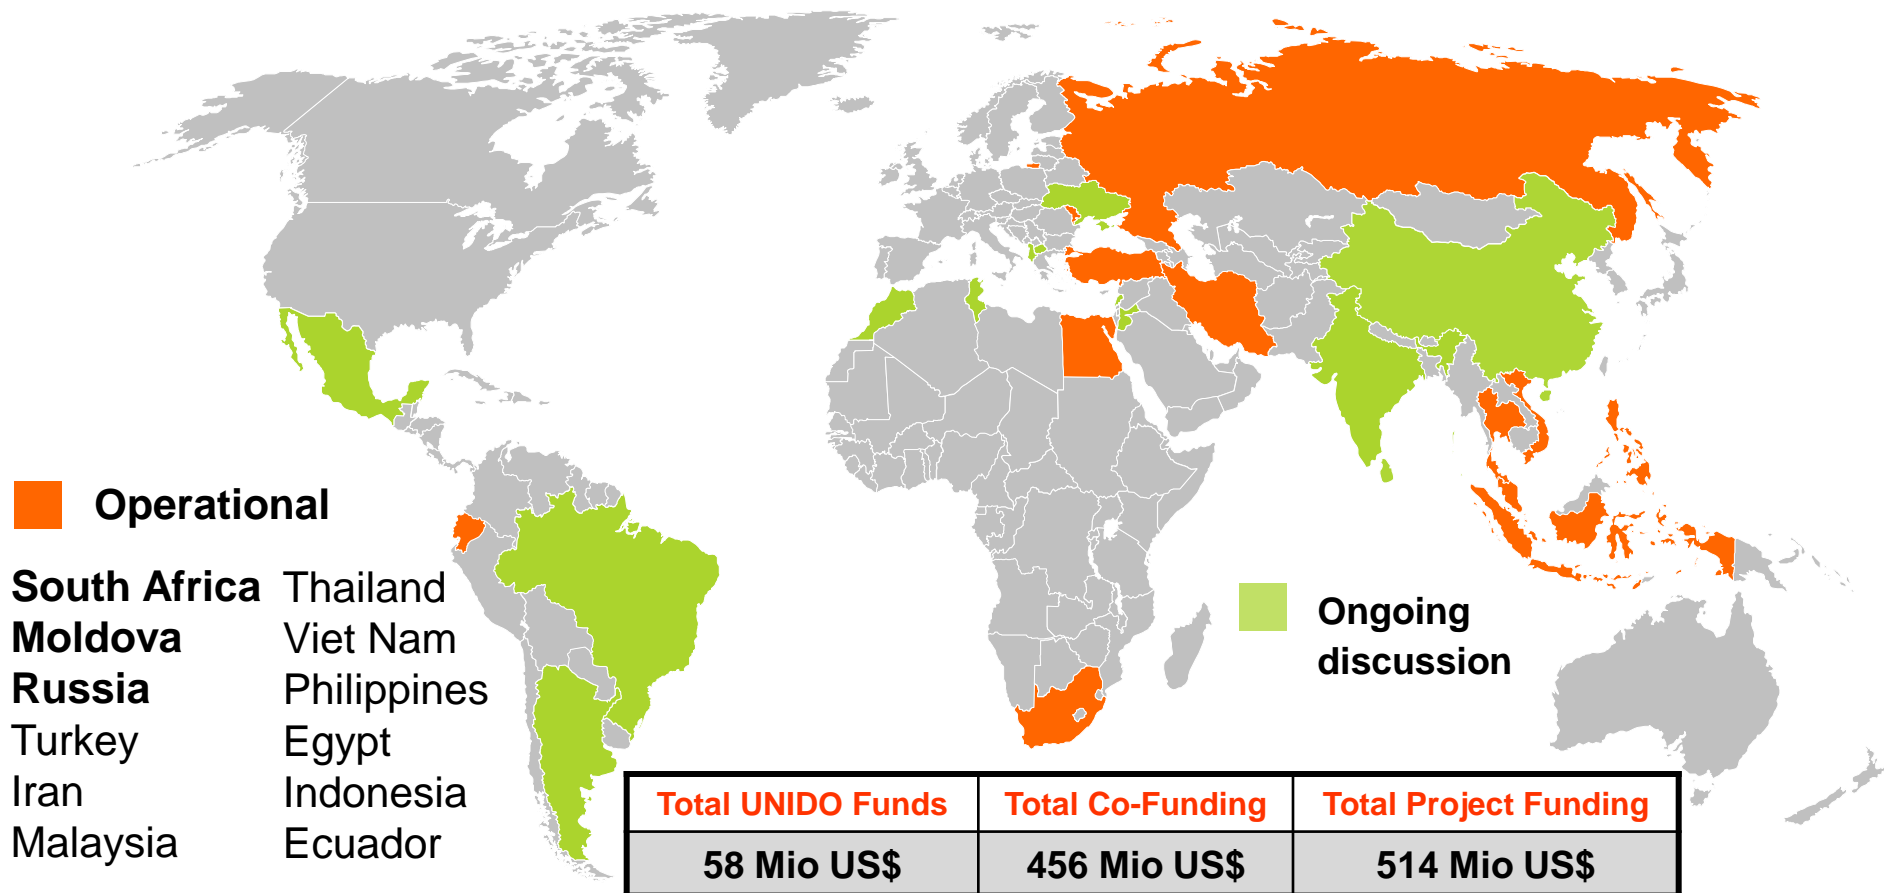 Operational
South Africa Thailand
Moldova Viet Nam
Russia Philippines
Turkey Egypt
Iran Indonesia
Malaysia Ecuador
Ongoing
discussion
Total UNIDO Funds Total Co-Funding Total Project Funding
58 Mio US$ 456 Mio US$ 514 Mio US$